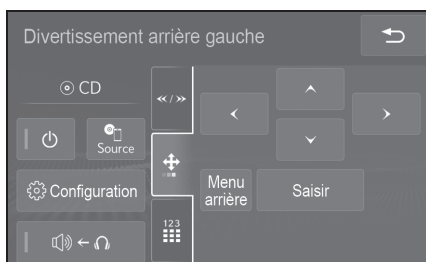 Divertissement arrière gauche
CD
Source
Configuration
Menu
arrière
Saisir
123